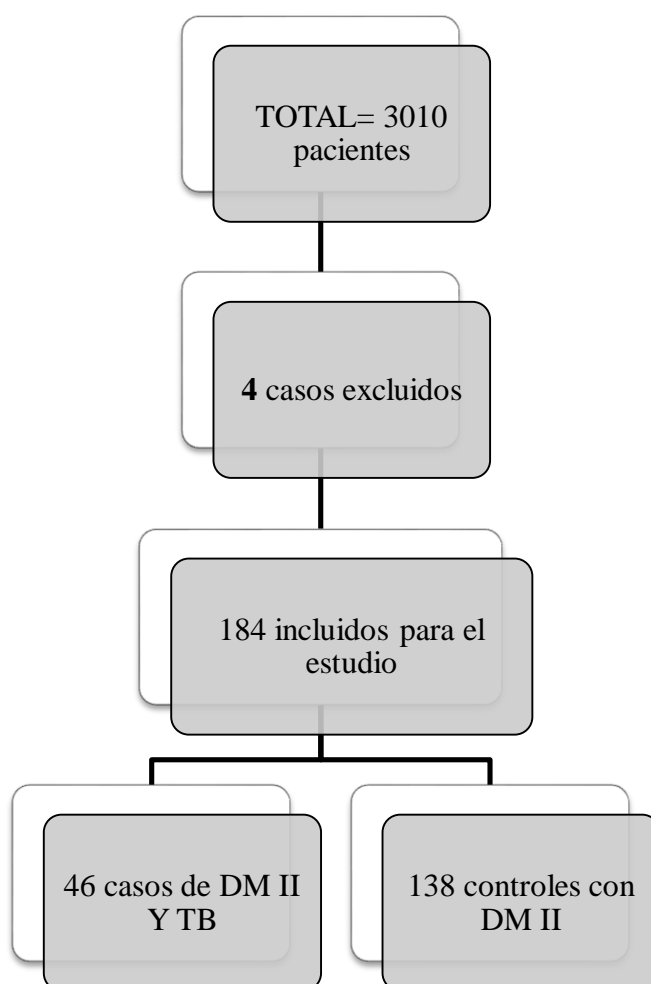 TOTAL= 3010
pacientes
4 casos excluidos
184 incluidos para el
estudio
46 casos de DM II
Y TB
138 controles con
DM II